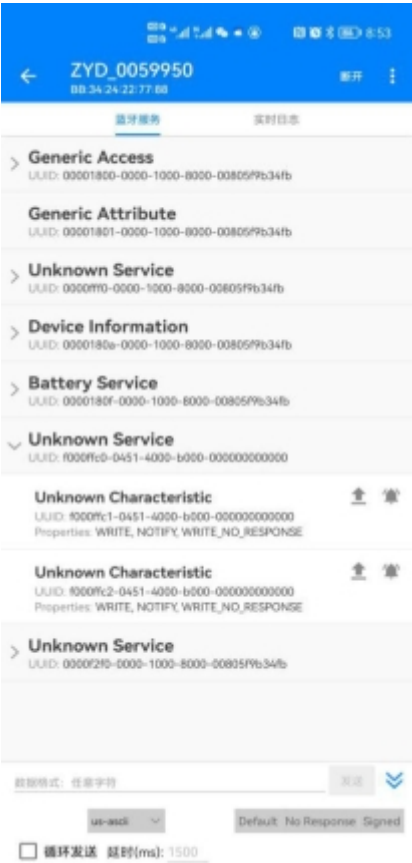 8:53
ZYD_0059950
BB:34:24:22:77:B8
断开
蓝牙服务
实时日志
Generic Access
UUID: 00001800-0000-1000-8000-00805f9b34fb
Generic Attribute
UUID: 00001801-0000-1000-8000-00805f9b34fb
Unknown Service
UUID: 0000fff0-0000-1000-8000-00805f9b34fb
Device Information
UUID: 0000180a-0000-1000-8000-00805f9b34fb
Battery Service
UUID: 0000180f-0000-1000-8000-00805f9b34fb
Unknown Service
UUID: f000ffc0-0451-4000-b000-000000000000
Unknown Characteristic
UUID: f000ffc1-0451-4000-b000-000000000000
Properties: WRITE, NOTIFY, WRITE_NO_RESPONSE
Unknown Characteristic
UUID: f000ffc2-0451-4000-b000-000000000000
Properties: WRITE, NOTIFY, WRITE_NO_RESPONSE
Unknown Service
UUID: 0000f2f0-0000-1000-8000-00805f9b34fb
数据格式: 任意字符
发送
us-ascii
Default No Response Signed
循环发送 延时(ms): 1500